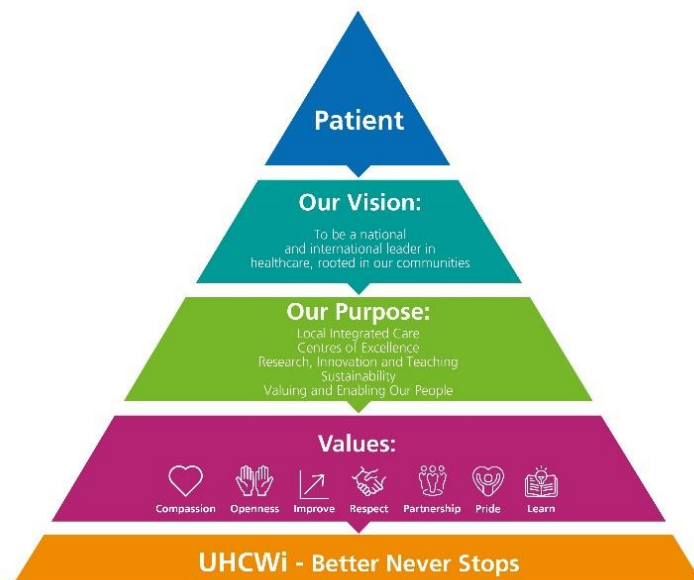 Patient
Our Vision:
To be a national
and international leader in
healthcare, rooted in our communities
Our Purpose:
Local Integrated Care
Centres of Excellence
Research, Innovation and Teaching
Sustainability
Valuing and Enabling Our People
Values:
Compassion Openness Improve Respect Partnership Pride Learn
UHCWi - Better Never Stops